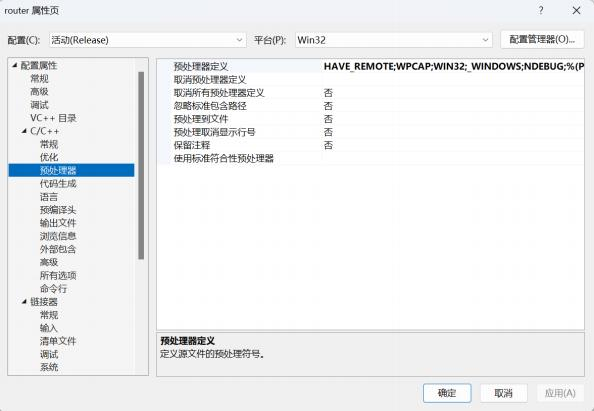 router 属性页
配置(C): 活动(Release) 平台(P): Win32 配置管理器(O)...
配置属性
常规
高级
调试
VC++ 目录
C/C++
常规
优化
预处理器
代码生成
语言
预编译头
输出文件
浏览信息
外部包含
高级
所有选项
命令行
链接器
常规
输入
清单文件
调试
系统
预处理器定义 HAVE_REMOTE;WPCAP;WIN32;_WINDOWS;NDEBUG;%(P
取消预处理器定义
取消所有预处理器定义 否
忽略标准包含路径 否
预处理到文件 否
预处理取消显示行号 否
保留注释 否
使用标准符合性预处理器
预处理器定义
定义源文件的预处理符号。
确定 取消 应用(A)